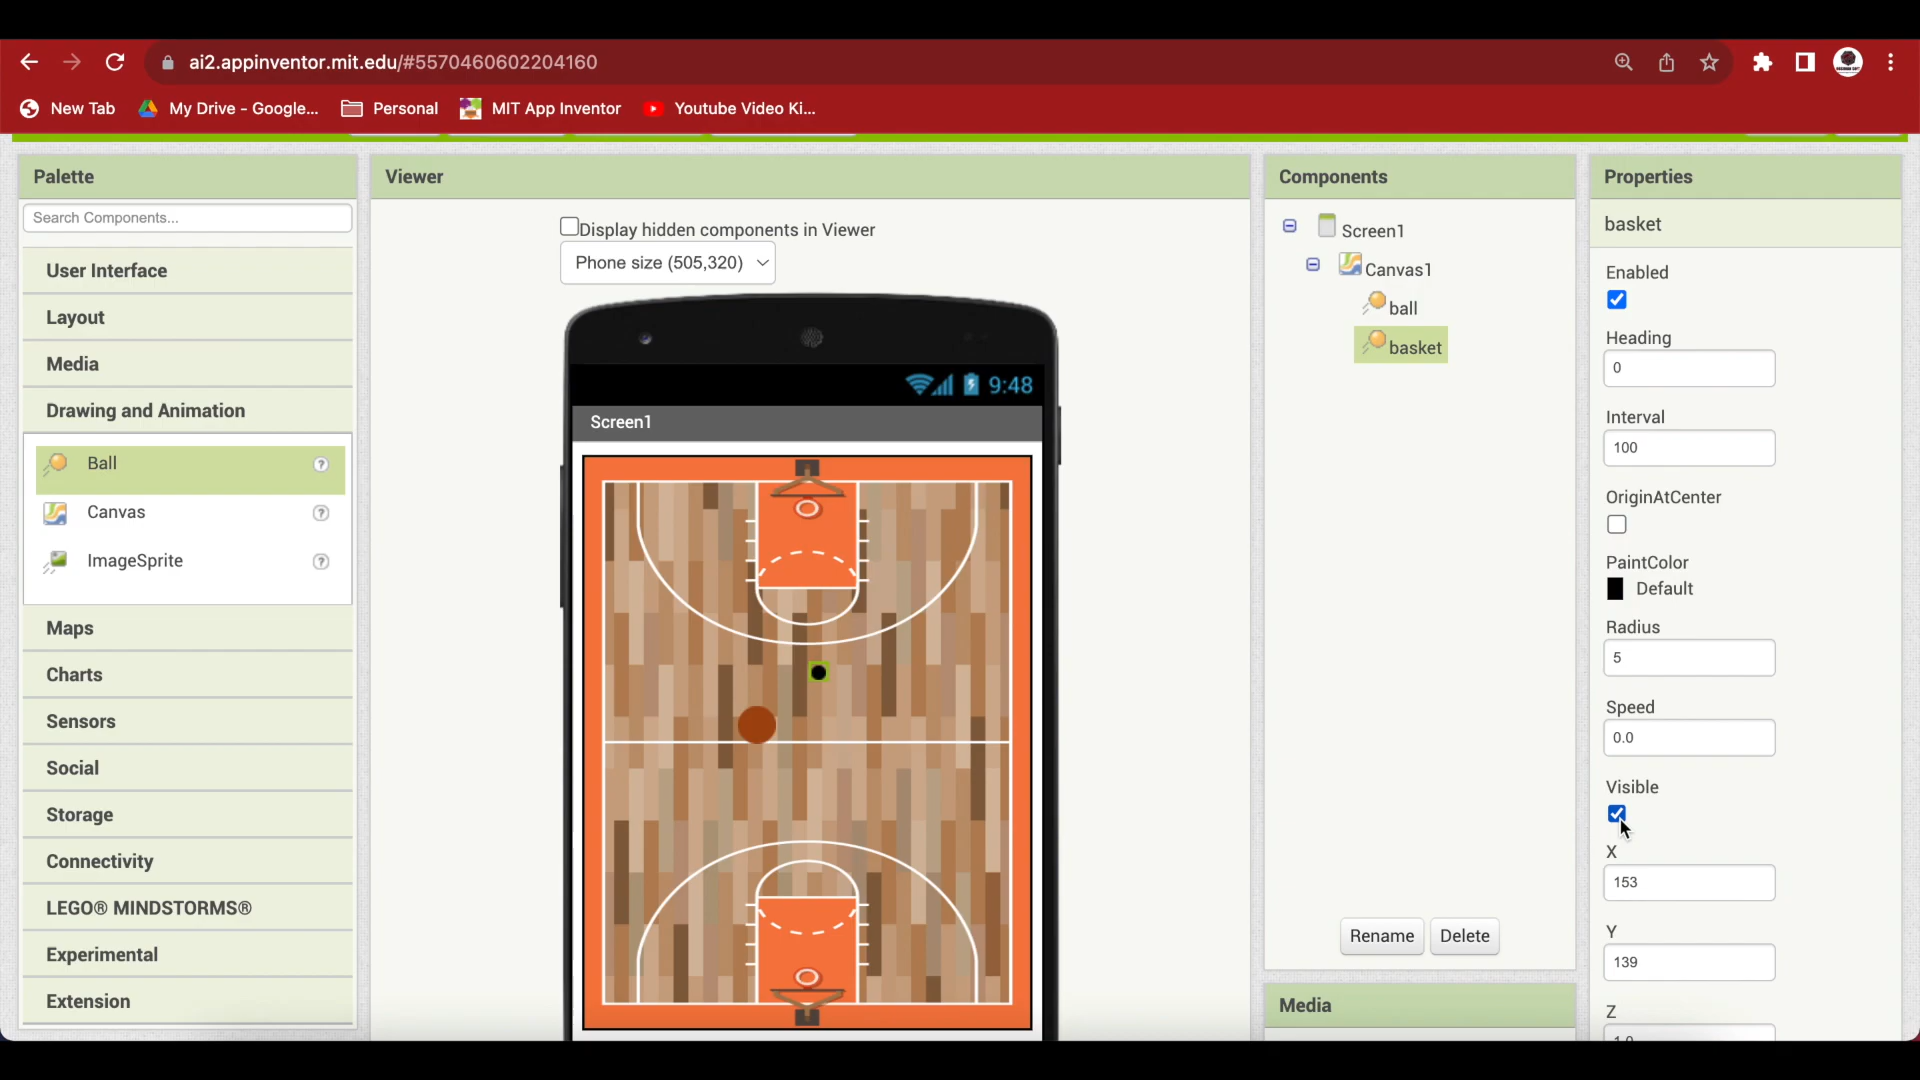 ai2.appinventor.mit.edu/#5570460602204160
New Tab
My Drive - Google...
Personal
MIT App Inventor
Youtube Video Ki...
Palette
Search Components...
User Interface
Layout
Media
Drawing and Animation
Ball ?
Canvas ?
ImageSprite ?
Maps
Charts
Sensors
Social
Storage
Connectivity
LEGO® MINDSTORMS®
Experimental
Extension
Viewer
Display hidden components in Viewer
Phone size (505,320)
9:48
Screen1
Components
Screen1
Canvas1
ball
basket
Rename
Delete
Media
Properties
basket
Enabled
Heading
0
Interval
100
OriginAtCenter
PaintColor
Default
Radius
5
Speed
0.0
Visible
X
153
Y
139
Z